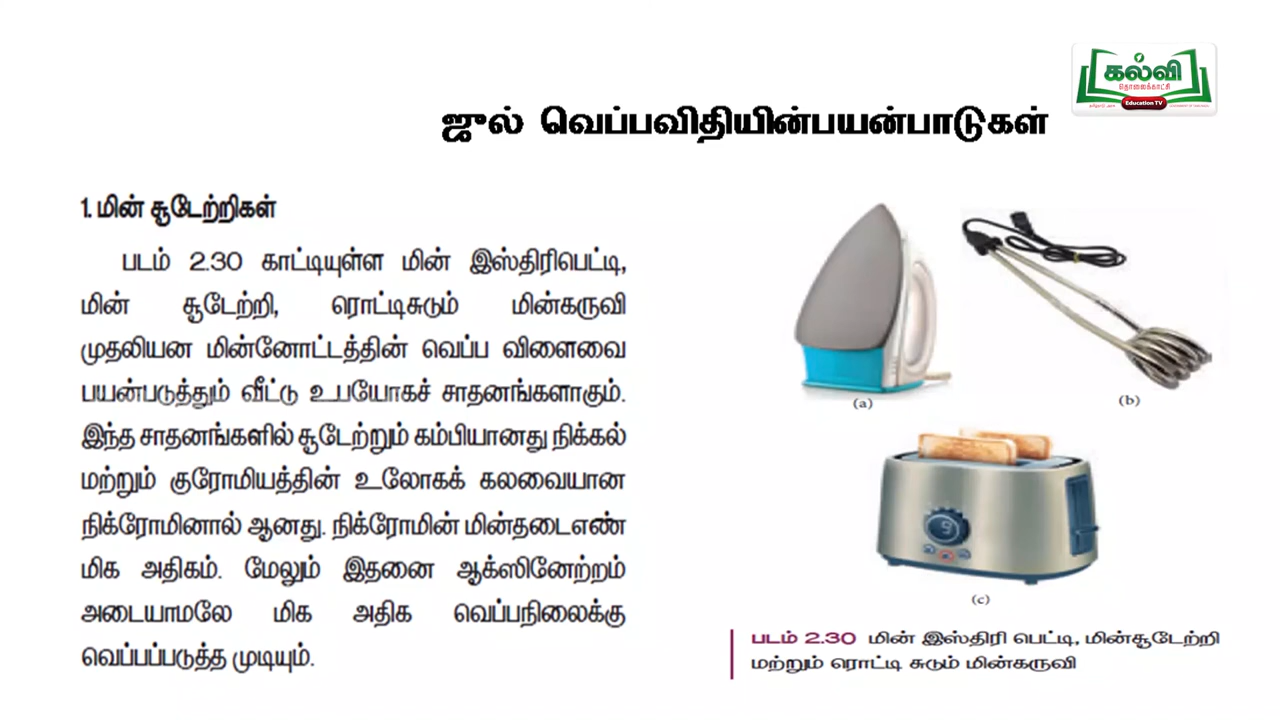 கல்வி
தொலைக்காட்சி
Education TV
ஜுல் வெப்பவிதியின்பயன்பாடுகள்
1. மின் சூடேற்றிகள்
படம் 2.30 காட்டியுள்ள மின் இஸ்திரிபெட்டி,
மின் சூடேற்றி, ரொட்டிசுடும் மின்கருவி
முதலியன மின்னோட்டத்தின் வெப்ப விளைவை
பயன்படுத்தும் வீட்டு உபயோகச் சாதனங்களாகும்.
இந்த சாதனங்களில் சூடேற்றும் கம்பியானது நிக்கல்
மற்றும் குரோமியத்தின் உலோகக் கலவையான
நிக்ரோமினால் ஆனது. நிக்ரோமின் மின்தடைஎண்
மிக அதிகம். மேலும் இதனை ஆக்ஸினேற்றம்
அடையாமலே மிக அதிக வெப்பநிலைக்கு
வெப்பப்படுத்த முடியும்.
(a)
(b)
(c)
படம் 2.30 மின் இஸ்திரி பெட்டி, மின்சூடேற்றி
மற்றும் ரொட்டி சுடும் மின்கருவி